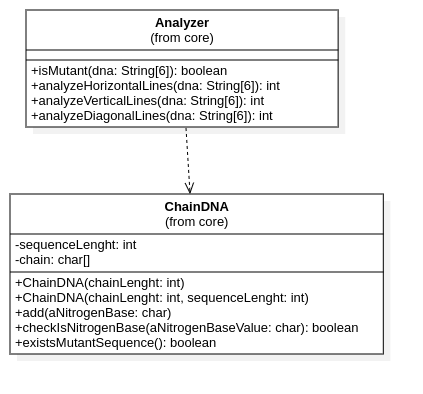 Analyzer
(from core)
+isMutant(dna: String[6]): boolean
+analyzeHorizontalLines(dna: String[6]): int
+analyzeVerticalLines(dna: String[6]): int
+analyzeDiagonalLines(dna: String[6]): int
ChainDNA
(from core)
-sequenceLenght: int
-chain: char[]
+ChainDNA(chainLenght: int)
+ChainDNA(chainLenght: int, sequenceLenght: int)
+add(aNitrogenBase: char)
+checkIsNitrogenBase(aNitrogenBaseValue: char): boolean
+existsMutantSequence(): boolean